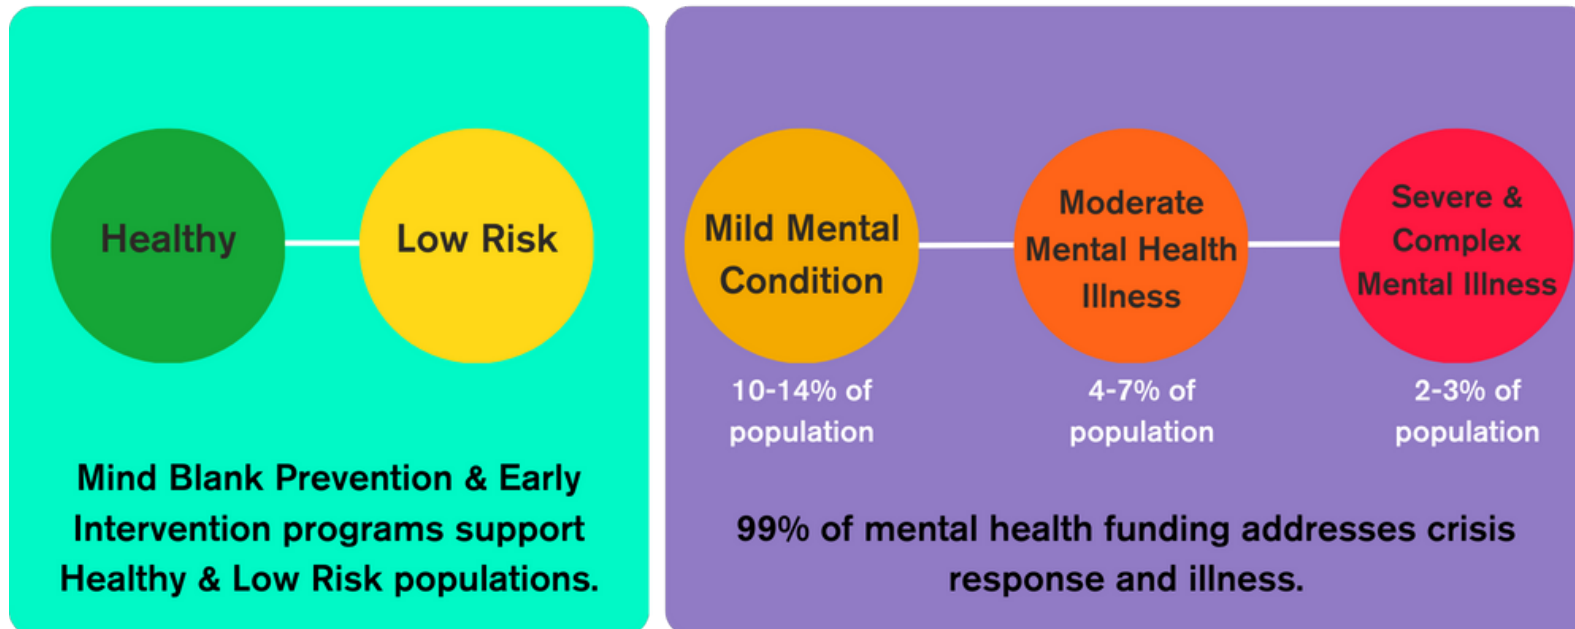 Healthy
Low Risk
Mind Blank Prevention & Early
Intervention programs support
Healthy & Low Risk populations.
Mild Mental
Condition
10-14% of
population
Moderate
Mental Health
Illness
4-7% of
population
Severe &
Complex
Mental Illness
2-3% of
population
99% of mental health funding addresses crisis
response and illness.